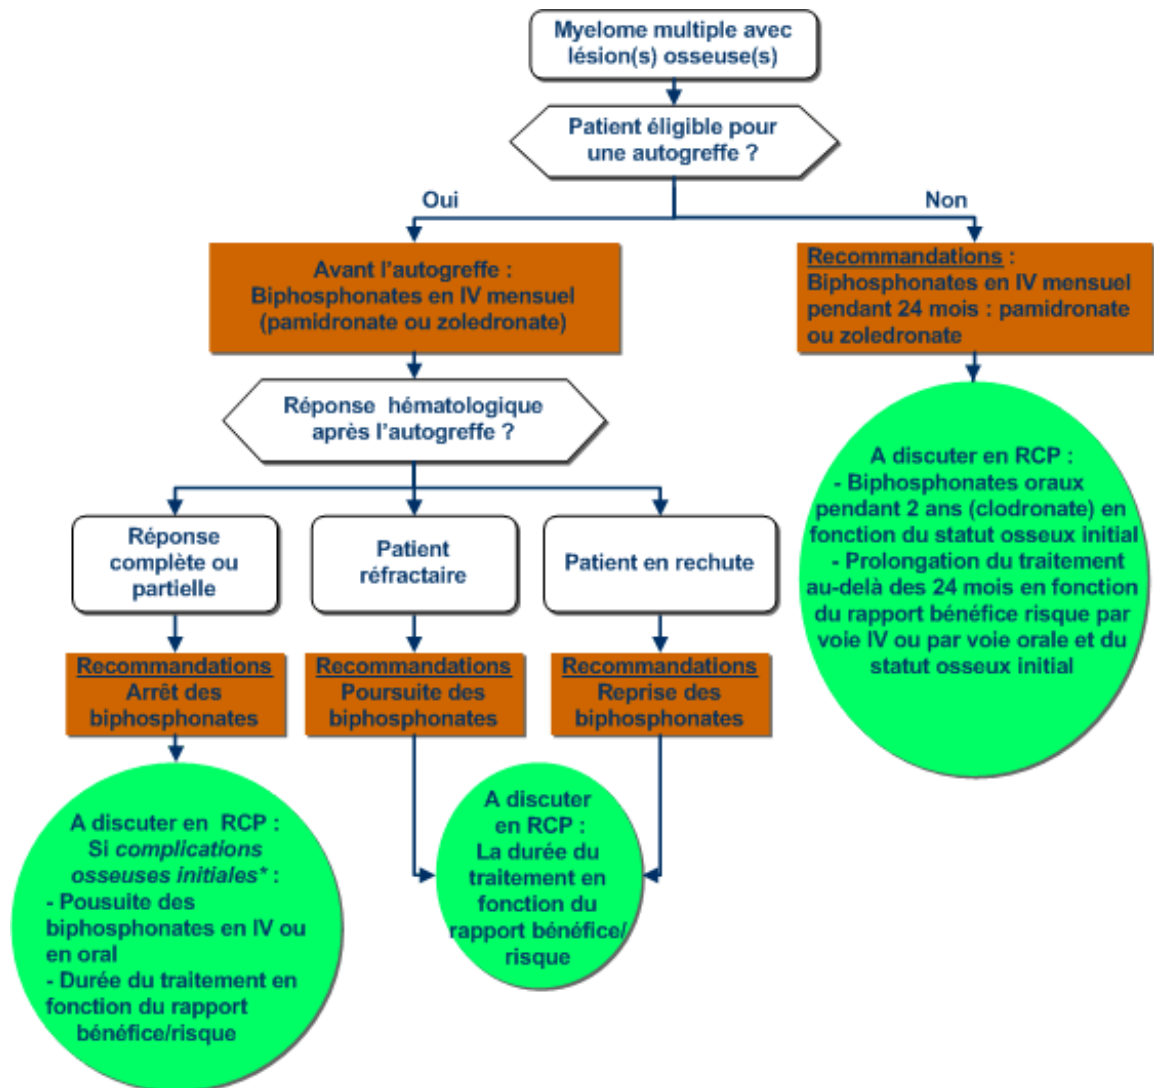 Myelome multiple avec
lésion(s) osseuse(s)
Patient éligible pour
une autogreffe ?
Oui
Non
Avant l'autogreffe :
Biphosphonates en IV mensuel
(pamidronate ou zoledronate)
Recommandations :
Biphosphonates en IV mensuel
pendant 24 mois : pamidronate
ou zoledronate
Réponse hématologique
après l'autogreffe ?
A discuter en RCP :
- Biphosphonates oraux
pendant 2 ans (clodronate) en
fonction du statut osseux initial
- Prolongation du traitement
au-delà des 24 mois en fonction
du rapport bénéfice risque par
voie IV ou par voie orale et du
statut osseux initial
Réponse
complète ou
partielle
Patient
réfractaire
Patient en rechute
Recommandations
Arrêt des
biphosphonates
Recommandations
Poursuite des
biphosphonates
Recommandations
Reprise des
biphosphonates
A discuter en RCP :
Si complications
osseuses initiales* :
- Pousuite des
biphosphonates en IV ou
en oral
- Durée du traitement en
fonction du rapport
bénéfice/risque
A discuter
en RCP :
La durée du
traitement en
fonction du
rapport bénéfice/
risque